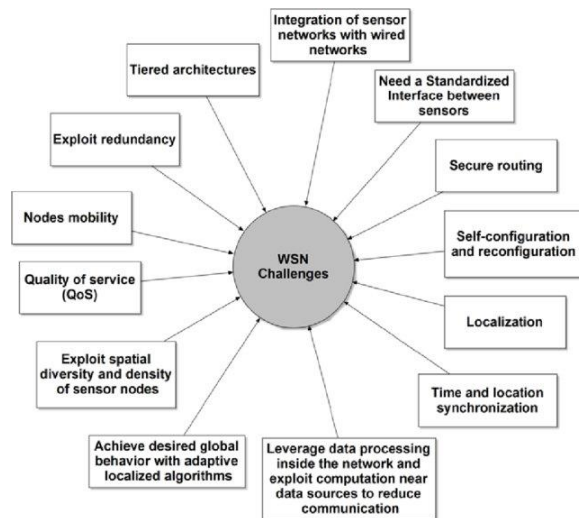 Integration of sensor
networks with wired
networks
Tiered architectures
Need a Standardized
Interface between
sensors
Exploit redundancy
Secure routing
Nodes mobility
WSN
Challenges
Self-configuration
and reconfiguration
Quality of service
(QoS)
Localization
Exploit spatial
diversity and density
of sensor nodes
Time and location
synchronization
Achieve desired global
behavior with adaptive
localized algorithms
Leverage data processing
inside the network and
exploit computation near
data sources to reduce
communication